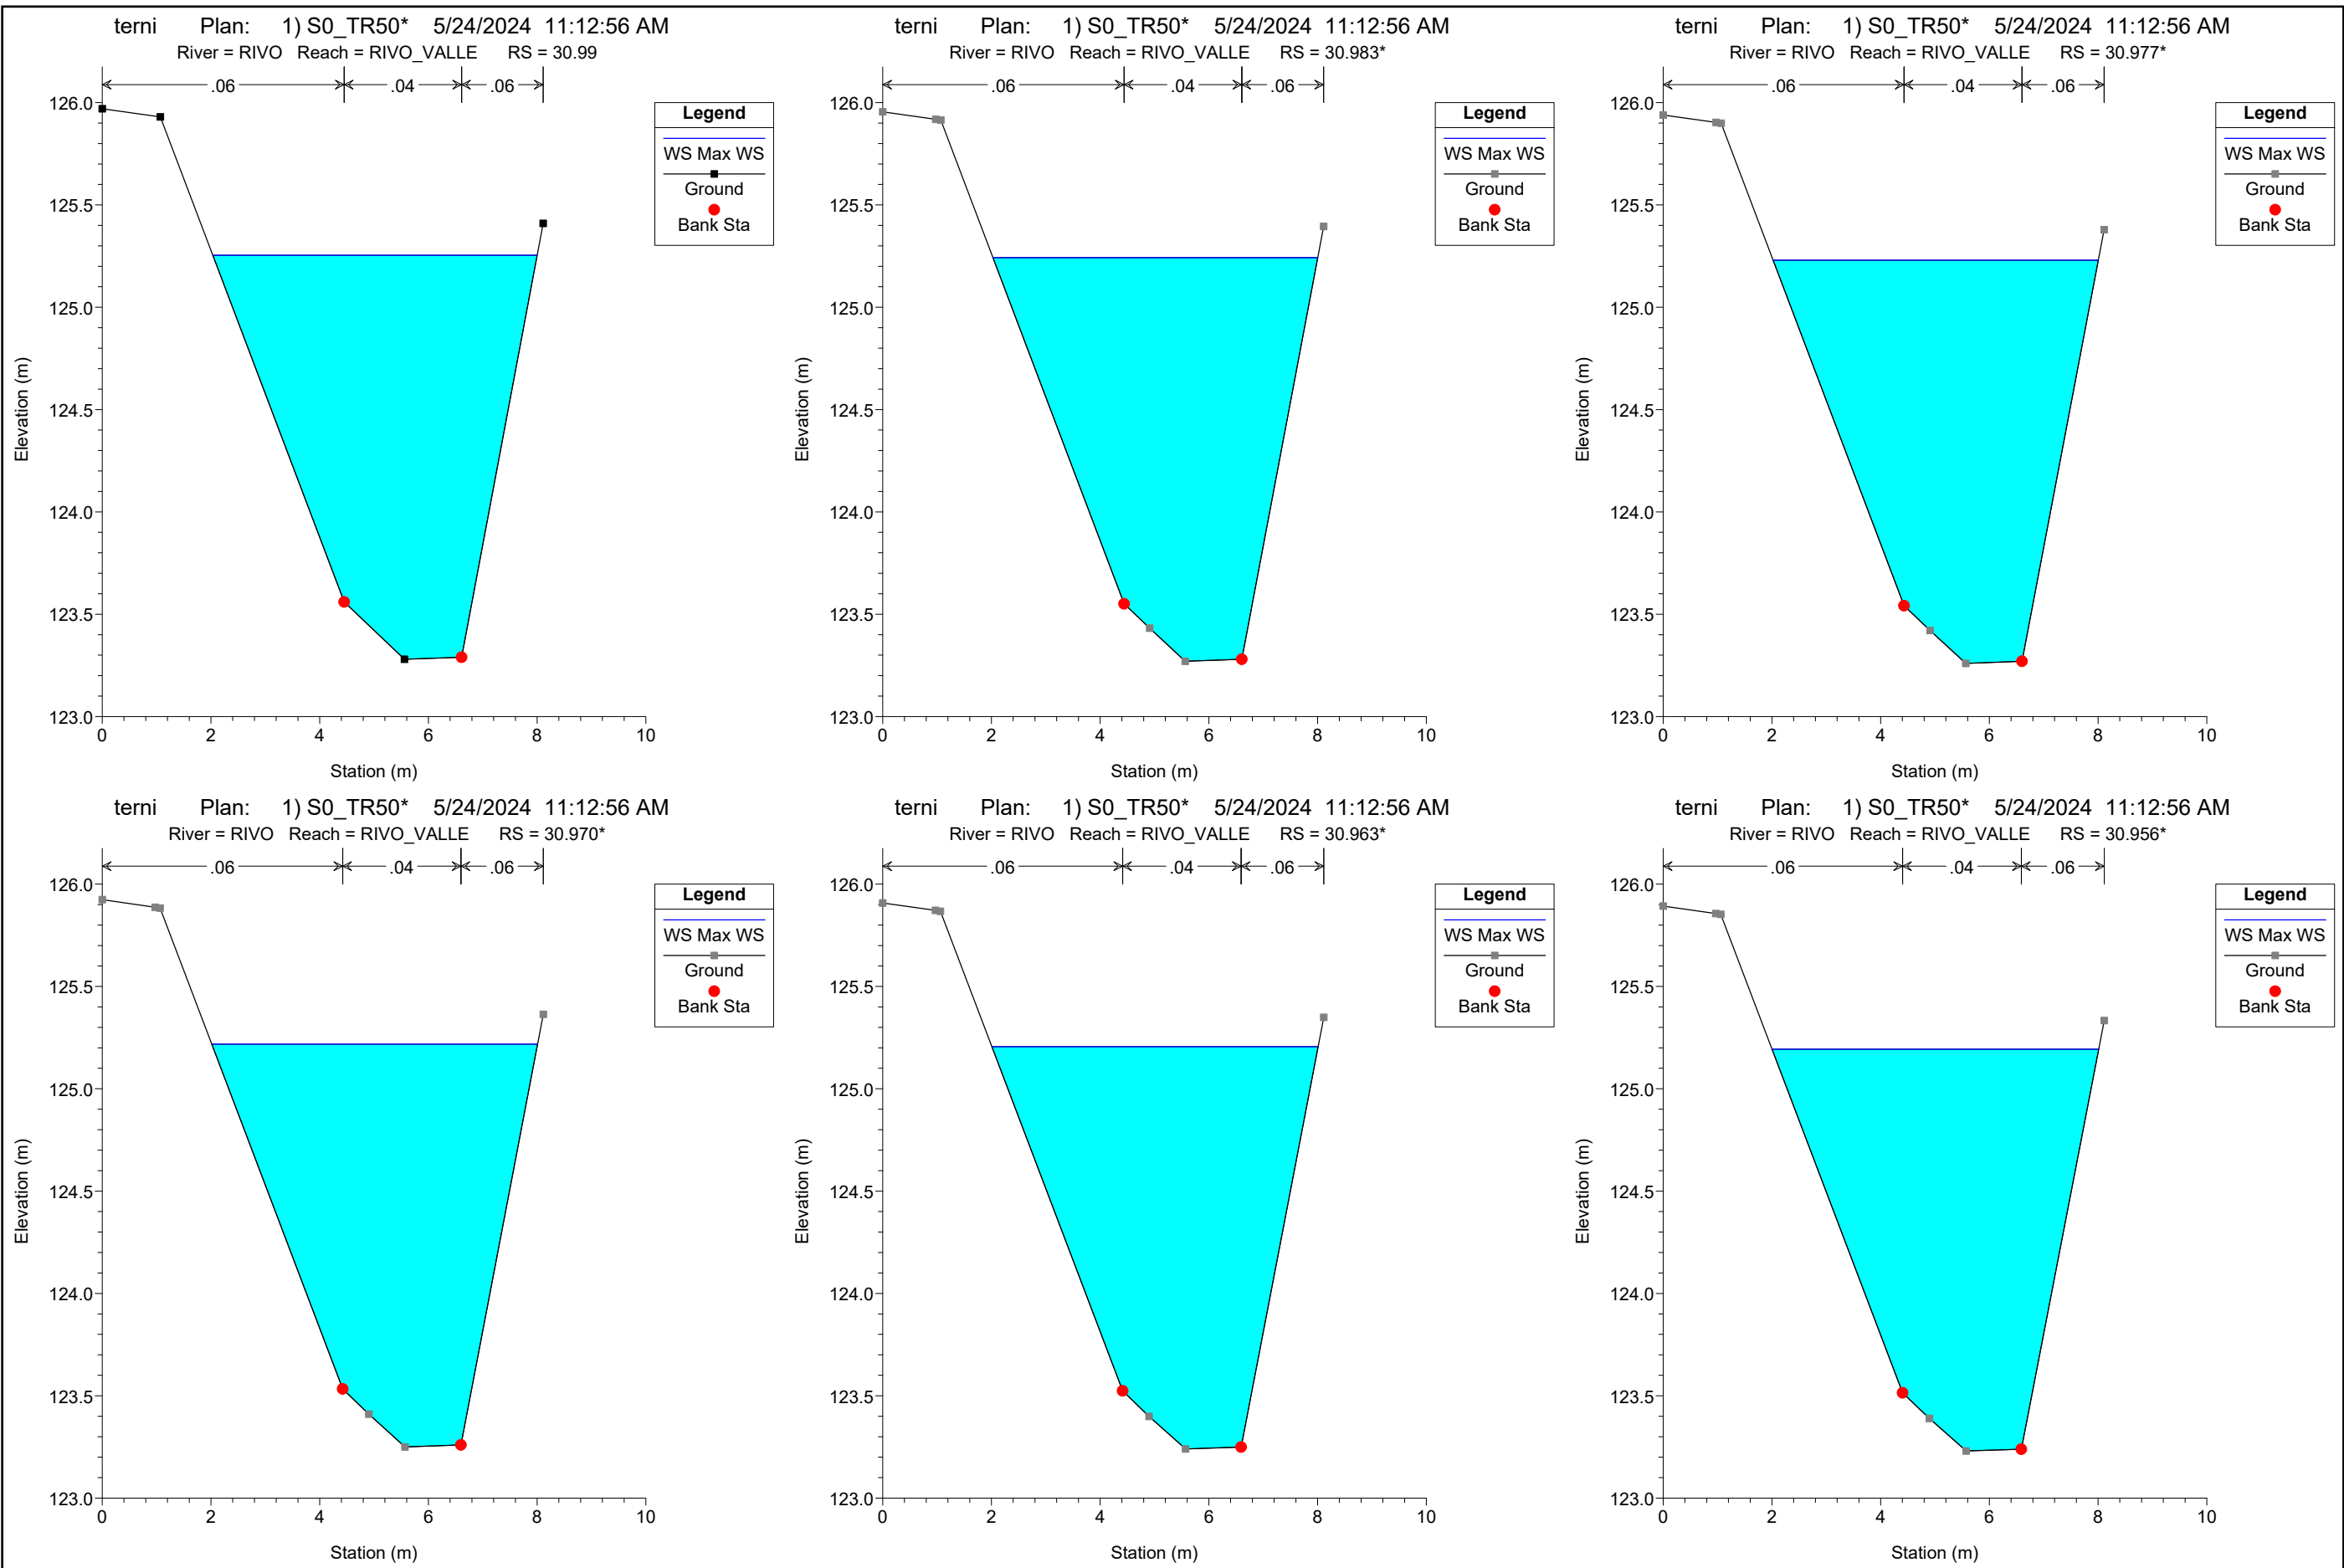 terni Plan: 1) S0_TR50* 5/24/2024 11:12:56 AM
River = RIVO Reach = RIVO_VALLE RS = 30.99
.06 .04 .06
Legend
WS Max WS
Ground
Bank Sta
126.0
125.5
125.0
124.5
124.0
123.5
123.0
Elevation (m)
0 2 4 6 8 10
Station (m)
terni Plan: 1) S0_TR50* 5/24/2024 11:12:56 AM
River = RIVO Reach = RIVO_VALLE RS = 30.983*
.06 .04 .06
Legend
WS Max WS
Ground
Bank Sta
126.0
125.5
125.0
124.5
124.0
123.5
123.0
Elevation (m)
0 2 4 6 8 10
Station (m)
terni Plan: 1) S0_TR50* 5/24/2024 11:12:56 AM
River = RIVO Reach = RIVO_VALLE RS = 30.977*
.06 .04 .06
Legend
WS Max WS
Ground
Bank Sta
126.0
125.5
125.0
124.5
124.0
123.5
123.0
Elevation (m)
0 2 4 6 8 10
Station (m)
terni Plan: 1) S0_TR50* 5/24/2024 11:12:56 AM
River = RIVO Reach = RIVO_VALLE RS = 30.970*
.06 .04 .06
Legend
WS Max WS
Ground
Bank Sta
126.0
125.5
125.0
124.5
124.0
123.5
123.0
Elevation (m)
0 2 4 6 8 10
Station (m)
terni Plan: 1) S0_TR50* 5/24/2024 11:12:56 AM
River = RIVO Reach = RIVO_VALLE RS = 30.963*
.06 .04 .06
Legend
WS Max WS
Ground
Bank Sta
126.0
125.5
125.0
124.5
124.0
123.5
123.0
Elevation (m)
0 2 4 6 8 10
Station (m)
terni Plan: 1) S0_TR50* 5/24/2024 11:12:56 AM
River = RIVO Reach = RIVO_VALLE RS = 30.956*
.06 .04 .06
Legend
WS Max WS
Ground
Bank Sta
126.0
125.5
125.0
124.5
124.0
123.5
123.0
Elevation (m)
0 2 4 6 8 10
Station (m)